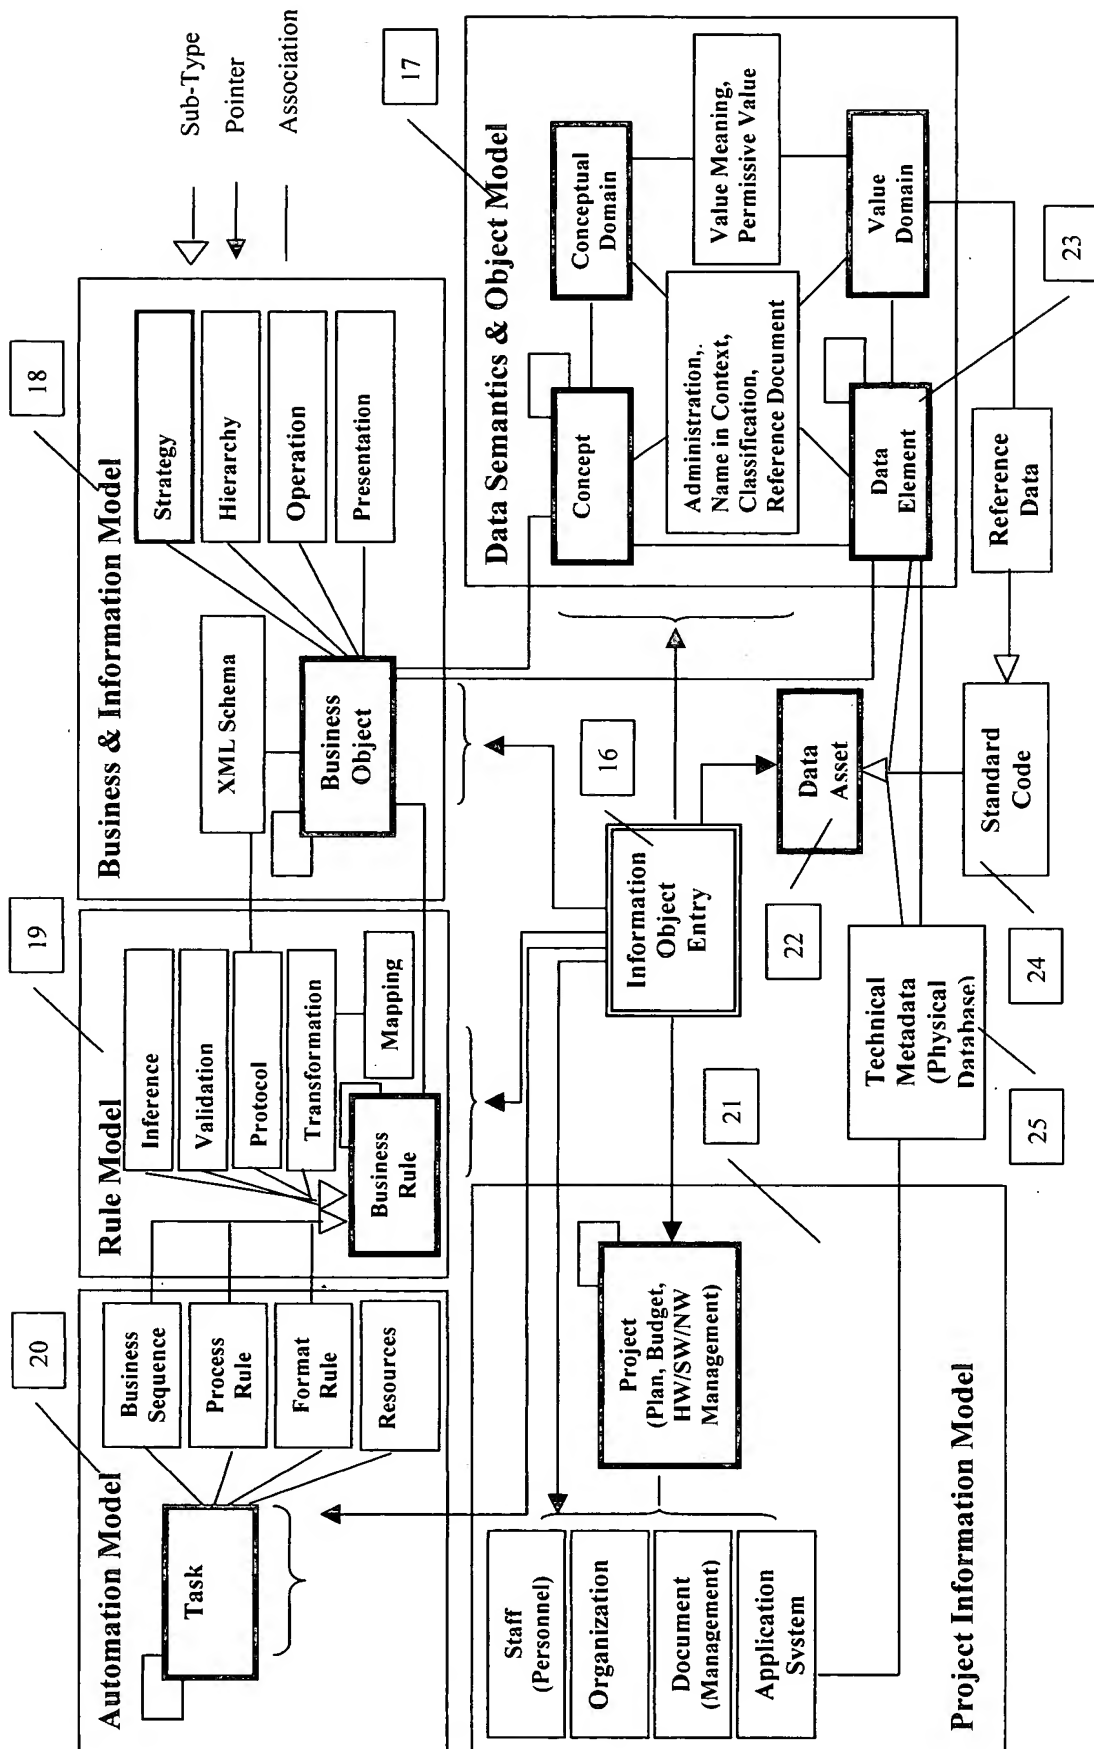 Automation Model
20
Task
Business
Sequence
Process
Rule
Format
Rule
Resources
Rule Model
19
Inference
Validation
Protocol
Transformation
Mapping
Business
Rule
Business & Information Model
18
XML Schema
Business
Object
Strategy
Hierarchy
Operation
Presentation
Sub-Type
Pointer
Association
Project Information Model
21
Staff
(Personnel)
Organization
Document
(Management)
Application
System
Project
(Plan, Budget,
HW/SW/NW
Management)
Information
Object
Entry
16
Data
Asset
22
Technical
Metadata
(Physical
Database)
25
Standard
Code
24
Reference
Data
Data Semantics & Object Model
17
Concept
Conceptual
Domain
Administration,.
Name in Context,
Classification,
Reference Document
Value Meaning,
Permissive Value
Data
Element
Value
Domain
23